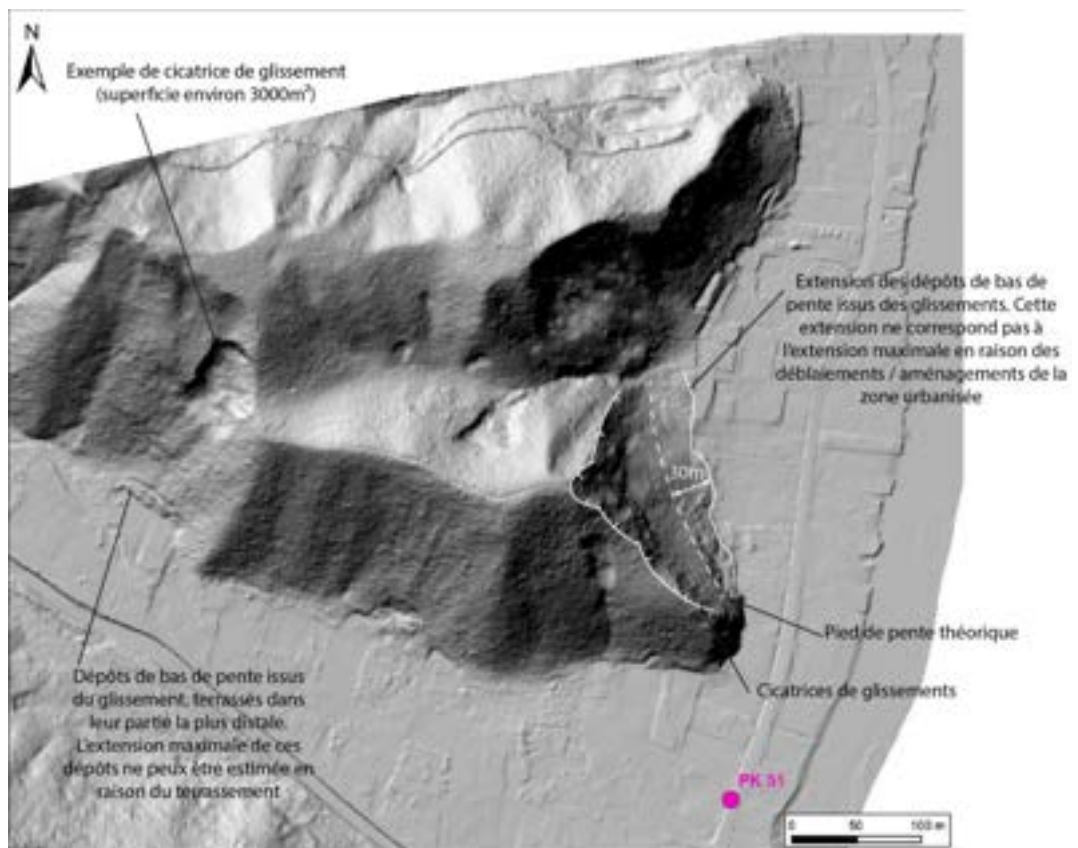 N
Exemple de cicatrice de glissement
(superficie environ 3000m²)
Extension des dépôts de bas de
pente issus des glissements. Cette
extension ne correspond pas à
l'extension maximale en raison des
déblaiements / aménagements de la
zone urbanisée
30m
Pied de pente théorique
Cicatrices de glissements
Dépôts de bas de pente issus
du glissement, terrassés dans
leur partie la plus distale.
L'extension maximale de ces
dépôts ne peux être estimée en
raison du terrassement
PK 51
0 50 100 m